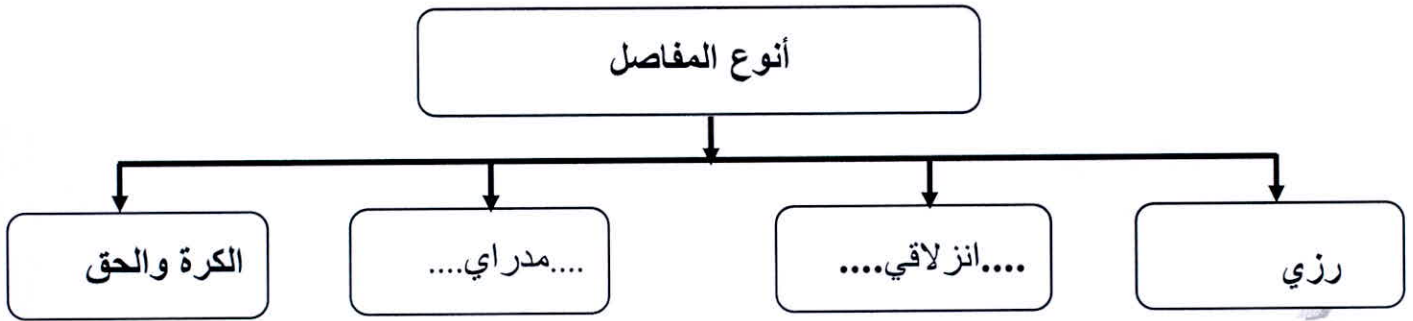 أنوع المفاصل
رزي
....انزلاقي....
....مدراي....
الكرة والحق